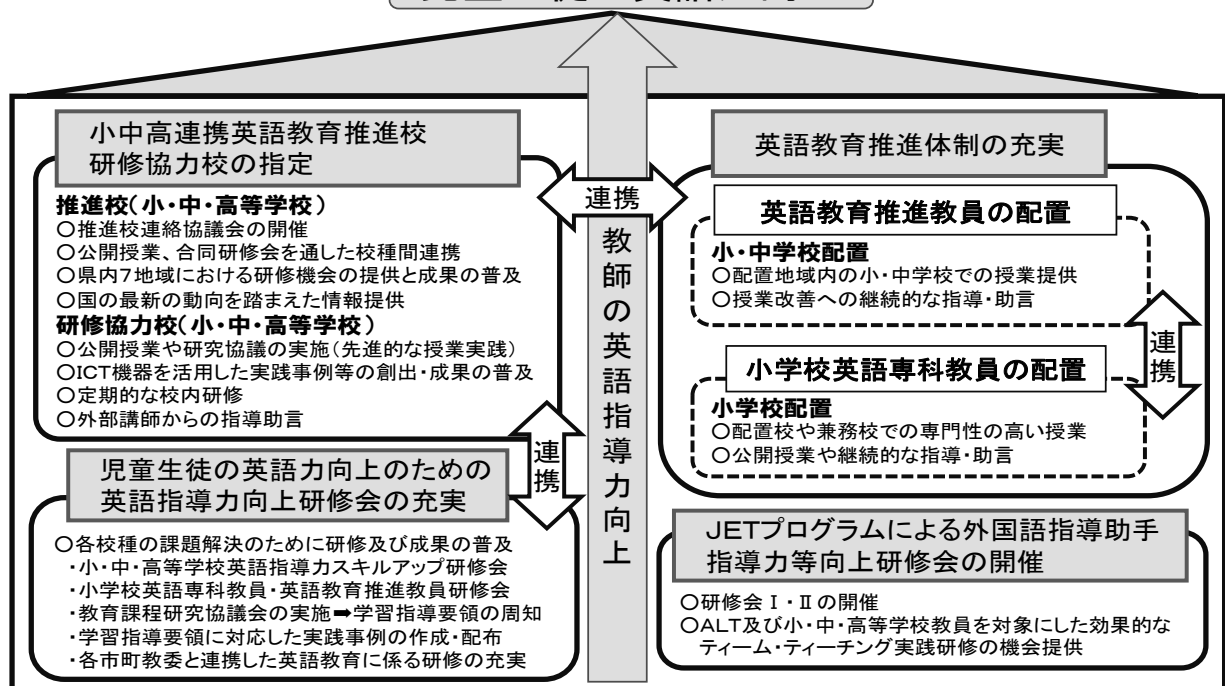 小中高連携英語教育推進校
研修協力校の指定
推進校(小・中・高等学校)
○推進校連絡協議会の開催
○公開授業、合同研修会を通した校種間連携
○県内7地域における研修機会の提供と成果の普及
○国の最新の動向を踏まえた情報提供
研修協力校(小・中・高等学校)
○公開授業や研究協議の実施(先進的な授業実践)
○ICT機器を活用した実践事例等の創出・成果の普及
○定期的な校内研修
○外部講師からの指導助言
連携
児童生徒の英語力向上のための
英語指導力向上研修会の充実
○各校種の課題解決のために研修及び成果の普及
・小・中・高等学校英語指導力スキルアップ研修会
・小学校英語専科教員・英語教育推進教員研修会
・教育課程研究協議会の実施➡学習指導要領の周知
・学習指導要領に対応した実践事例の作成・配布
・各市町教委と連携した英語教育に係る研修の充実
連携
教師の英語指導力向上
英語教育推進体制の充実
英語教育推進教員の配置
小・中学校配置
○配置地域内の小・中学校での授業提供
○授業改善への継続的な指導・助言
連携
小学校英語専科教員の配置
小学校配置
○配置校や兼務校での専門性の高い授業
○公開授業や継続的な指導・助言
JETプログラムによる外国語指導助手
指導力等向上研修会の開催
○研修会Ⅰ・Ⅱの開催
○ALT及び小・中・高等学校教員を対象にした効果的な
ティーム・ティーチング実践研修の機会提供